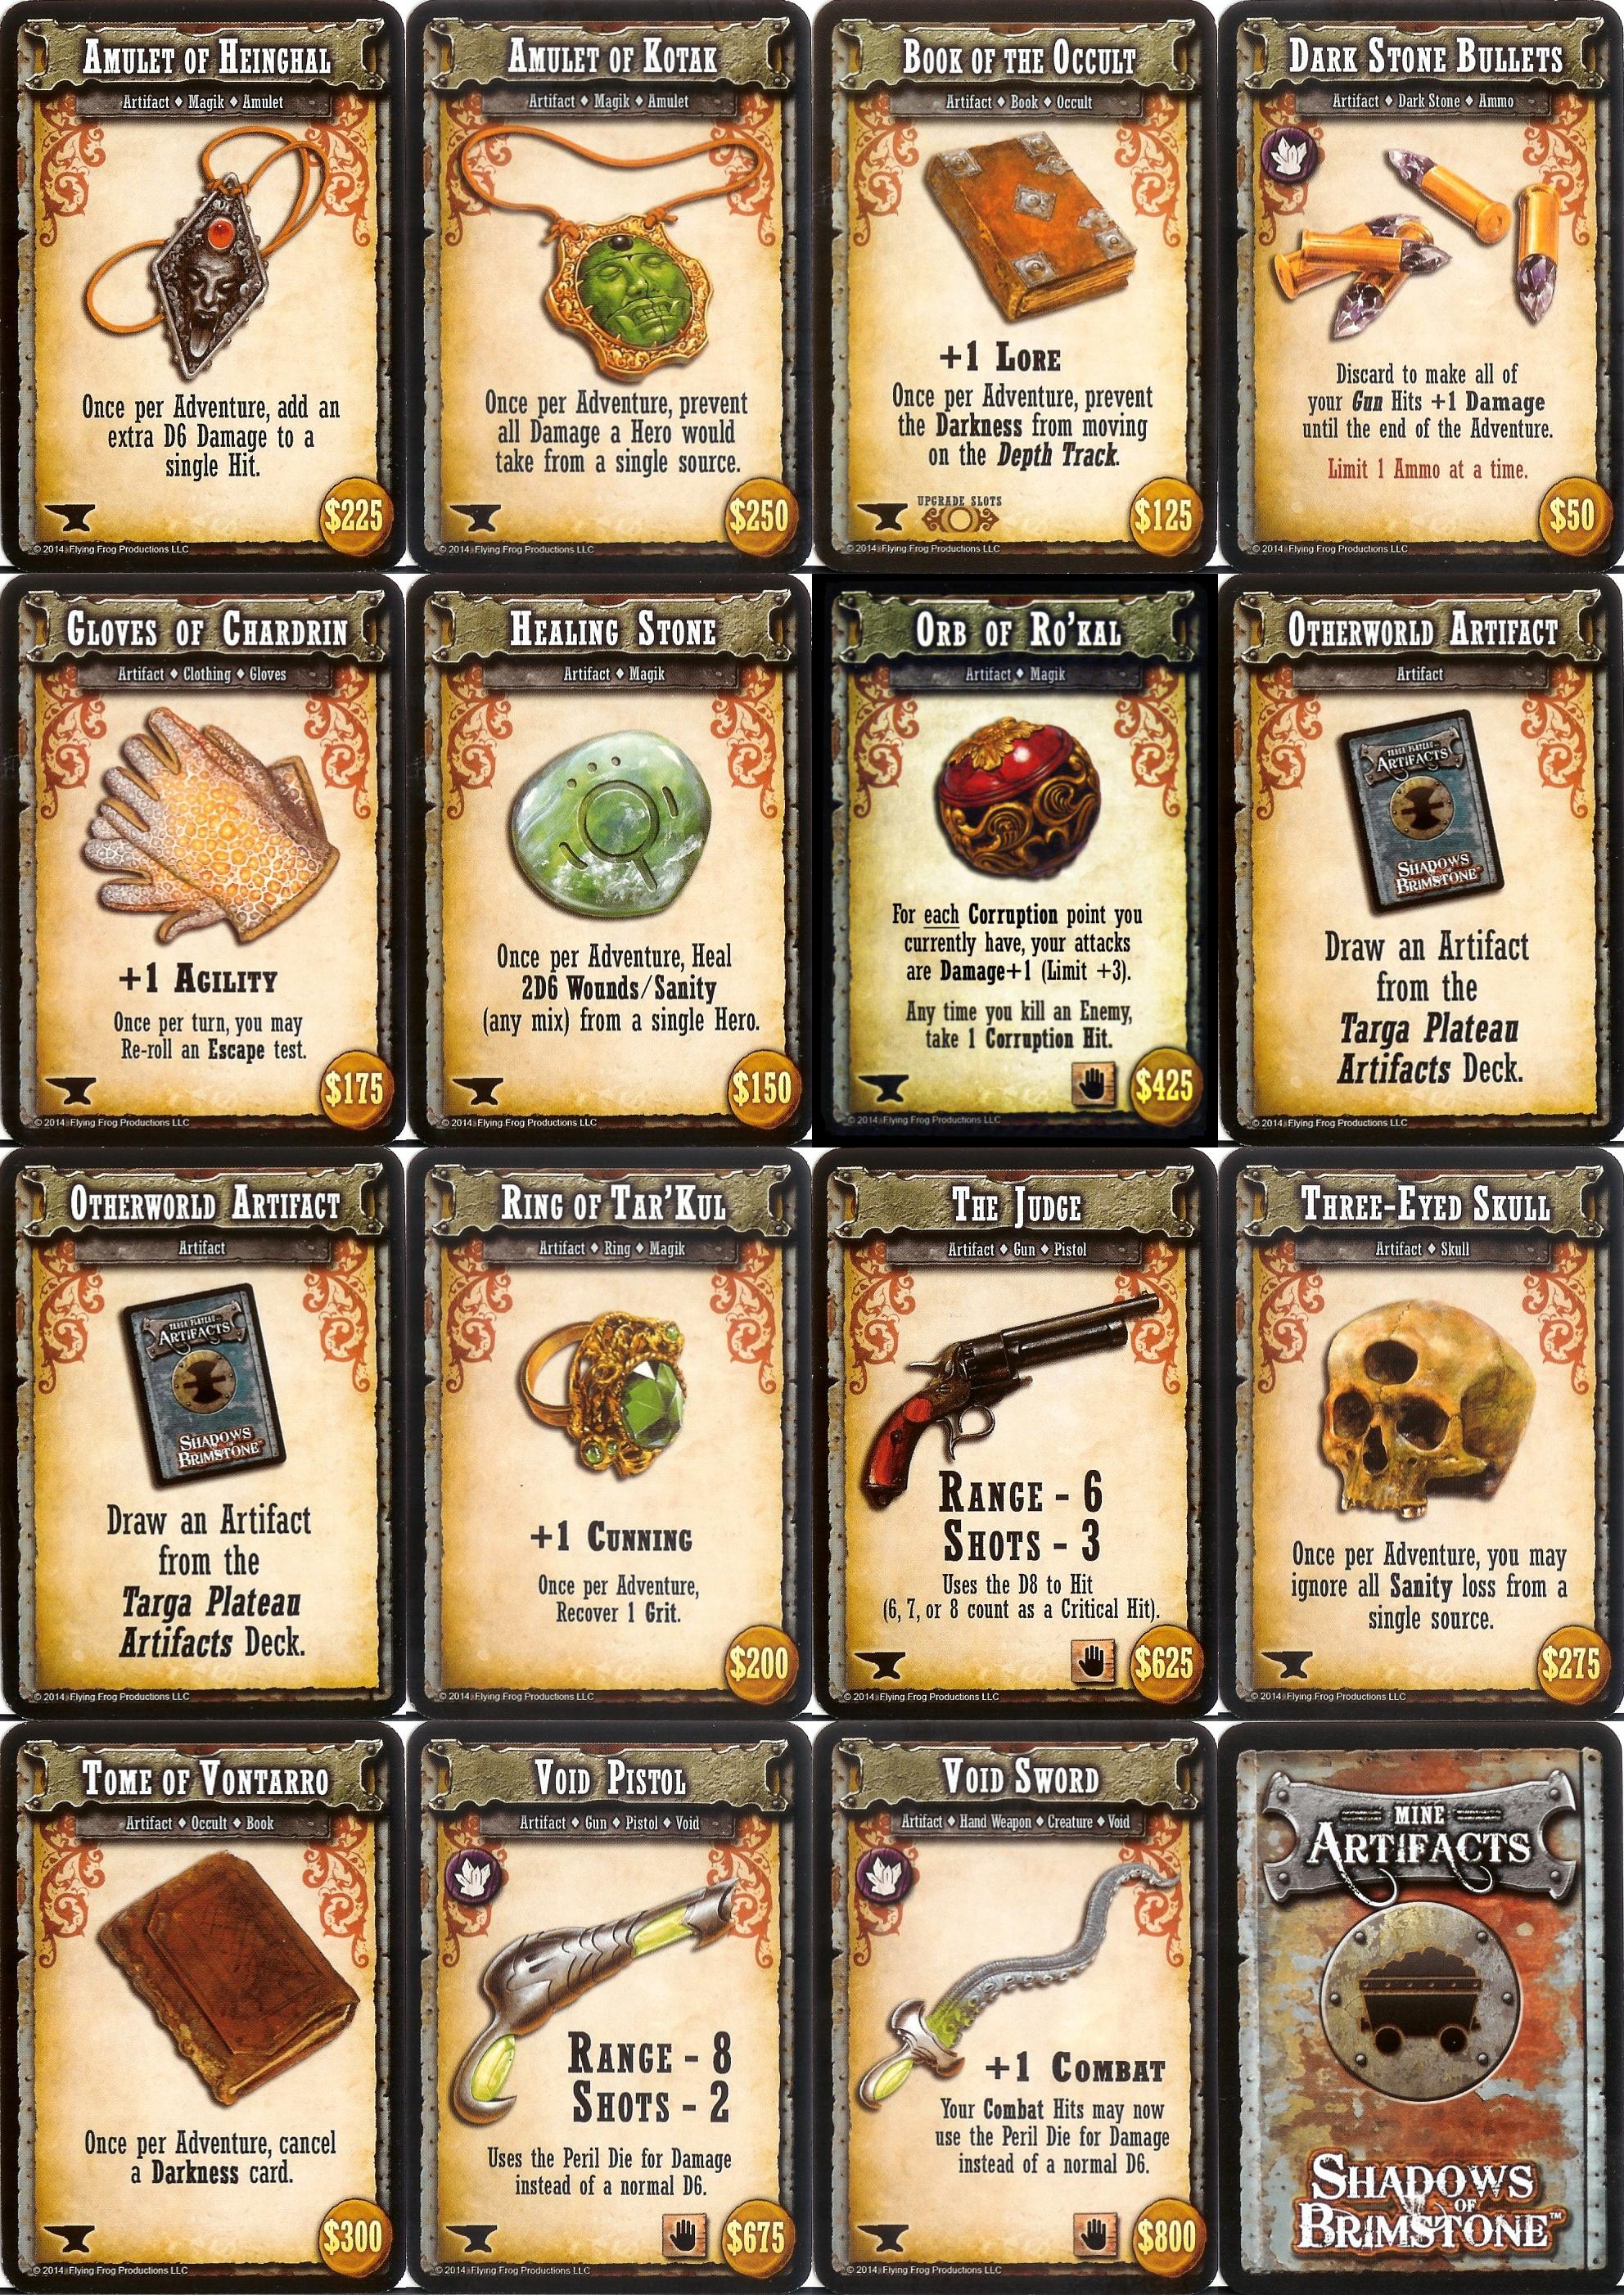 Amulet of Heinghal
Artifact ♦ Magik ♦ Amulet
Once per Adventure, add an
extra D6 Damage to a
single Hit.
$225
© 2014 Flying Frog Productions LLC
Amulet of Kotak
Artifact ♦ Magik ♦ Amulet
Once per Adventure, prevent
all Damage a Hero would
take from a single source.
$250
© 2014 Flying Frog Productions LLC
Book of the Occult
Artifact ♦ Book ♦ Occult
+1 Lore
Once per Adventure, prevent
the Darkness from moving
on the Depth Track.
UPGRADE SLOTS
$125
© 2014 Flying Frog Productions LLC
Dark Stone Bullets
Artifact ♦ Dark Stone ♦ Ammo
Discard to make all of
your Gun Hits +1 Damage
until the end of the Adventure.
Limit 1 Ammo at a time.
$50
© 2014 Flying Frog Productions LLC
Gloves of Chardrin
Artifact ♦ Clothing ♦ Gloves
+1 Agility
Once per turn, you may
Re-roll an Escape test.
$175
© 2014 Flying Frog Productions LLC
Healing Stone
Artifact ♦ Magik
Once per Adventure, Heal
2D6 Wounds/Sanity
(any mix) from a single Hero.
$150
© 2014 Flying Frog Productions LLC
Orb of Ro'kal
Artifact ♦ Magik
For each Corruption point you
currently have, your attacks
are Damage+1 (Limit +3).
Any time you kill an Enemy,
take 1 Corruption Hit.
$425
© 2014 Flying Frog Productions LLC
Otherworld Artifact
Artifact
TARGA PLATEAU
ARTIFACTS
SHADOWS
OF
BRIMSTONE
Draw an Artifact
from the
Targa Plateau
Artifacts Deck.
© 2014 Flying Frog Productions LLC
Otherworld Artifact
Artifact
TARGA PLATEAU
ARTIFACTS
SHADOWS
OF
BRIMSTONE
Draw an Artifact
from the
Targa Plateau
Artifacts Deck.
© 2014 Flying Frog Productions LLC
Ring of Tar'Kul
Artifact ♦ Ring ♦ Magik
+1 Cunning
Once per Adventure,
Recover 1 Grit.
$200
© 2014 Flying Frog Productions LLC
The Judge
Artifact ♦ Gun ♦ Pistol
Range - 6
Shots - 3
Uses the D8 to Hit
(6, 7, or 8 count as a Critical Hit).
$625
© 2014 Flying Frog Productions LLC
Three-Eyed Skull
Artifact ♦ Skull
Once per Adventure, you may
ignore all Sanity loss from a
single source.
$275
© 2014 Flying Frog Productions LLC
Tome of Vontarro
Artifact ♦ Occult ♦ Book
Once per Adventure, cancel
a Darkness card.
$300
© 2014 Flying Frog Productions LLC
Void Pistol
Artifact ♦ Gun ♦ Pistol ♦ Void
Range - 8
Shots - 2
Uses the Peril Die for Damage
instead of a normal D6.
$675
© 2014 Flying Frog Productions LLC
Void Sword
Artifact ♦ Hand Weapon ♦ Creature ♦ Void
+1 Combat
Your Combat Hits may now
use the Peril Die for Damage
instead of a normal D6.
$800
© 2014 Flying Frog Productions LLC
MINE
ARTIFACTS
SHADOWS
OF
BRIMSTONE™